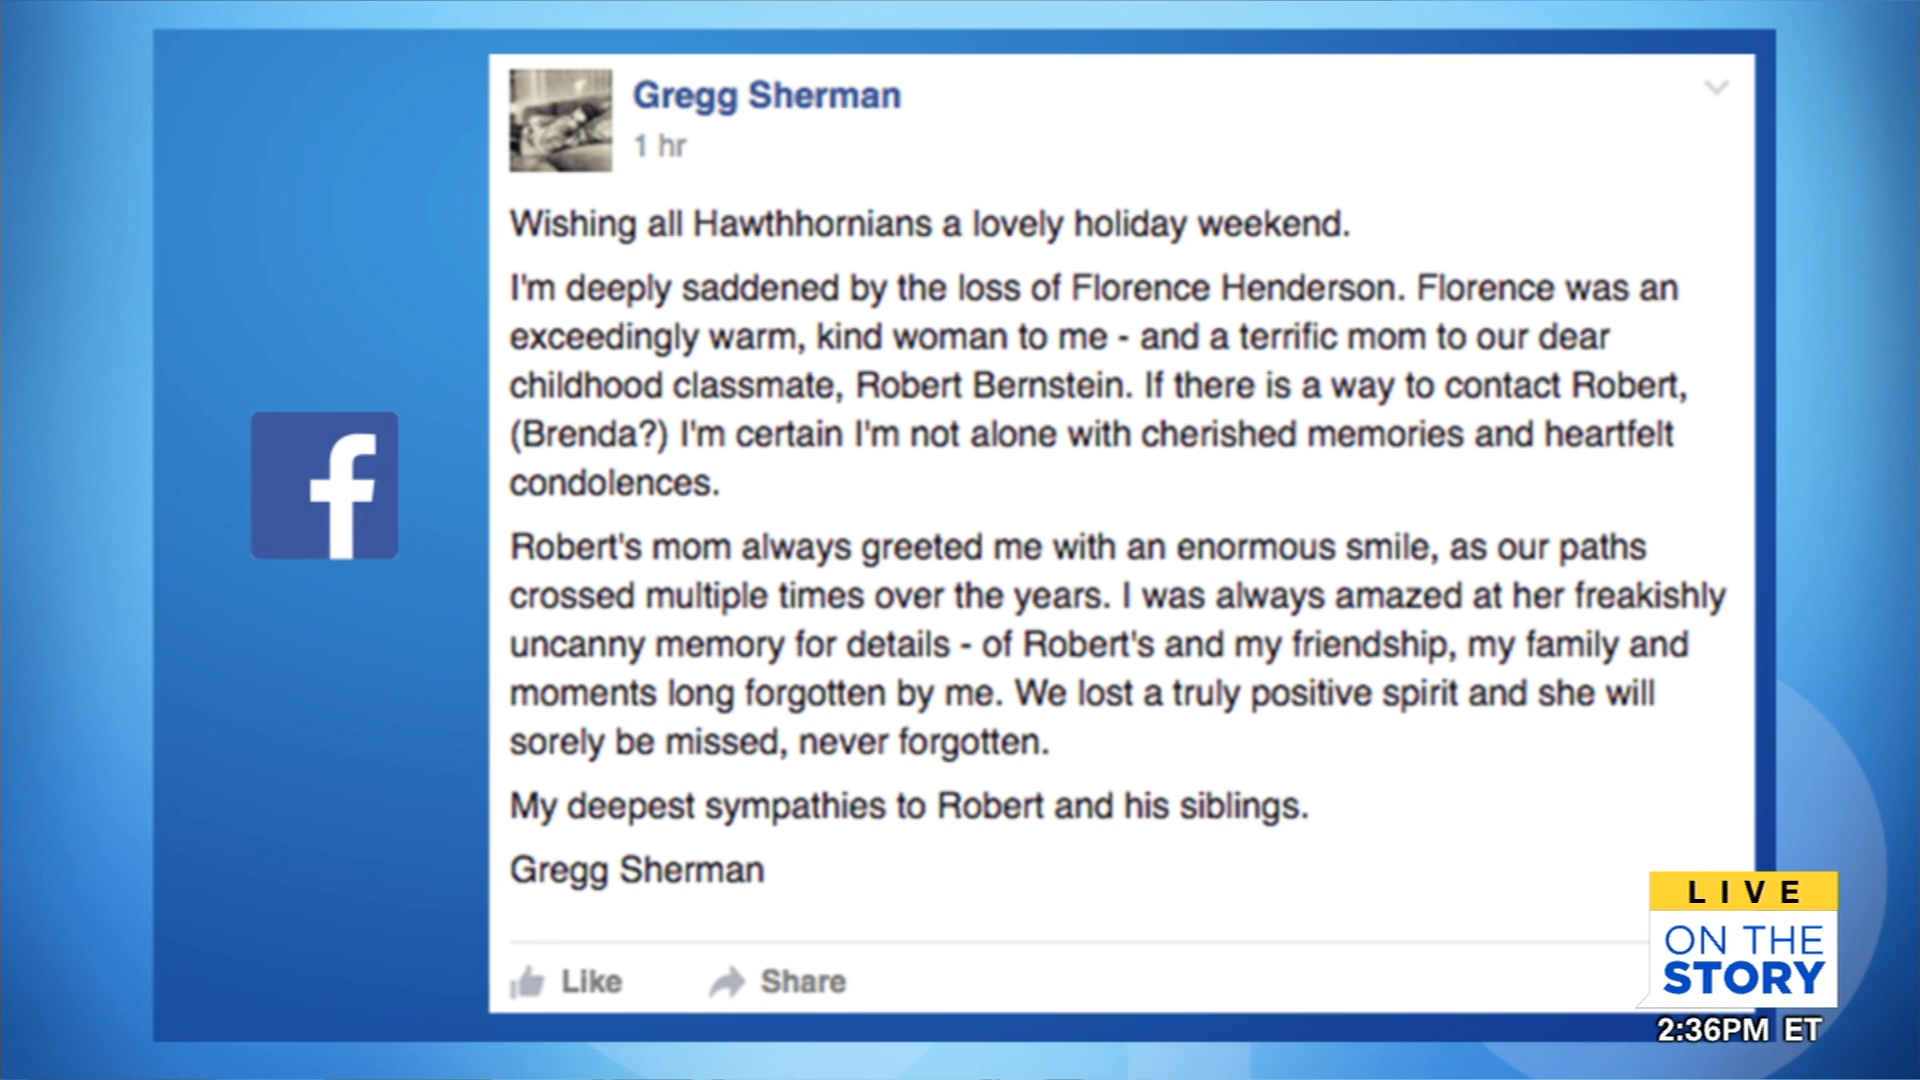 Gregg Sherman
1 hr
Wishing all Hawthhornians a lovely holiday weekend.
I'm deeply saddened by the loss of Florence Henderson. Florence was an
exceedingly warm, kind woman to me - and a terrific mom to our dear
childhood classmate, Robert Bernstein. If there is a way to contact Robert,
(Brenda?) I'm certain I'm not alone with cherished memories and heartfelt
condolences.
Robert's mom always greeted me with an enormous smile, as our paths
crossed multiple times over the years. I was always amazed at her freakishly
uncanny memory for details - of Robert's and my friendship, my family and
moments long forgotten by me. We lost a truly positive spirit and she will
sorely be missed, never forgotten.
My deepest sympathies to Robert and his siblings.
Gregg Sherman
Like Share
f
LIVE
ON THE
STORY
2:36PM ET